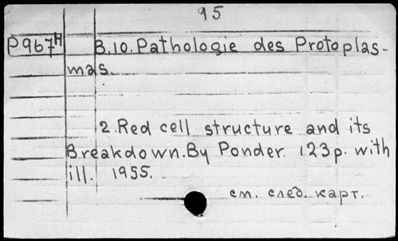 95
P967H B.10. Pathologie des Protoplas-
mas.
2. Red cell structure and its
Breakdown. By Ponder. 123p. with
ill. 1955.
см. след. карт.